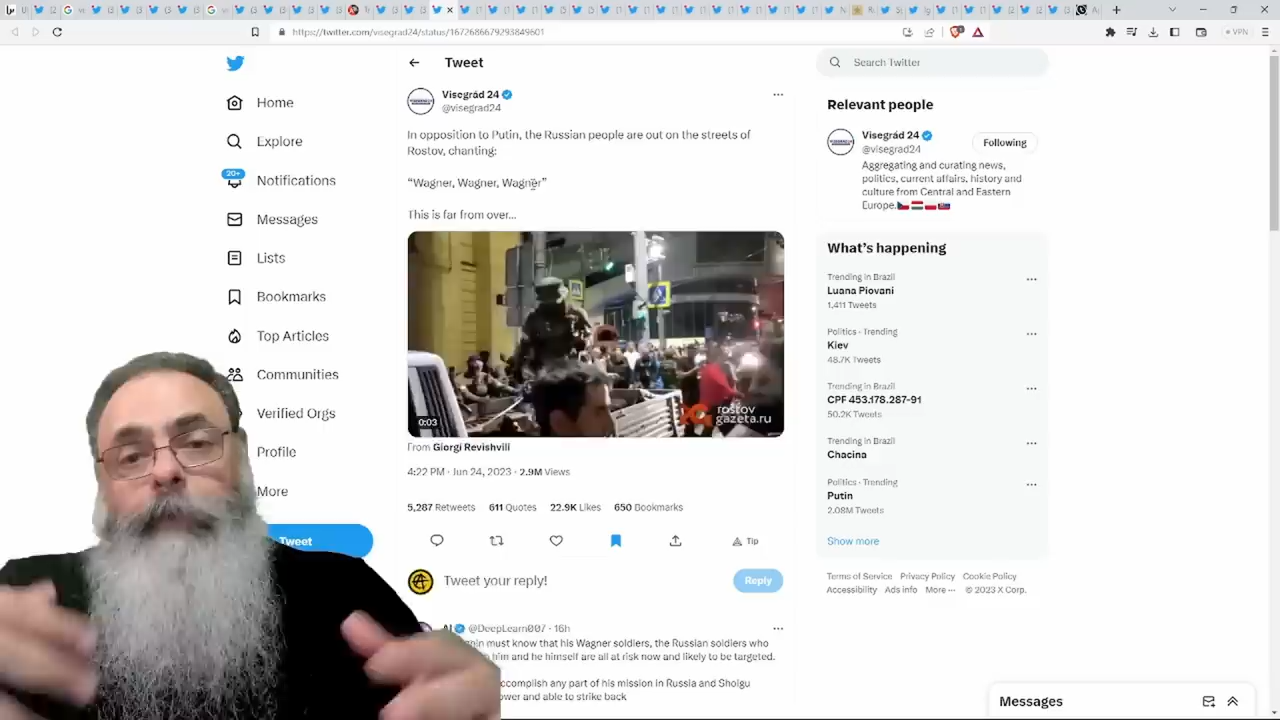 https://twitter.com/visegrad24/status/1672686679293849601
VPN
Home
Explore
20+
Notifications
Messages
Lists
Bookmarks
Top Articles
Communities
Verified Orgs
Profile
More
Tweet
Tweet
Visegrád 24
@visegrad24
In opposition to Putin, the Russian people are out on the streets of
Rostov, chanting:
“Wagner, Wagner, Wagner”
This is far from over...
rostov
gazeta.ru
0:03
From Giorgi Revishvili
4:22 PM · Jun 24, 2023 · 2.9M Views
5,287 Retweets 611 Quotes 22.9K Likes 650 Bookmarks
Tip
Tweet your reply!
Reply
@DeepLearn007 · 16h
must know that his Wagner soldiers, the Russian soldiers who
him and he himself are all at risk now and likely to be targeted.
accomplish any part of his mission in Russia and Shoigu
and able to strike back
Search Twitter
Relevant people
Visegrád 24
@visegrad24
Following
Aggregating and curating news,
politics, current affairs, history and
culture from Central and Eastern
Europe.
What's happening
Trending in Brazil
Luana Piovani
1,411 Tweets
Politics · Trending
Kiev
48.7K Tweets
Trending in Brazil
CPF 453.178.287-91
50.2K Tweets
Trending in Brazil
Chacina
Politics · Trending
Putin
2.08M Tweets
Show more
Terms of Service Privacy Policy Cookie Policy
Accessibility Ads info More ··· © 2023 X Corp.
Messages